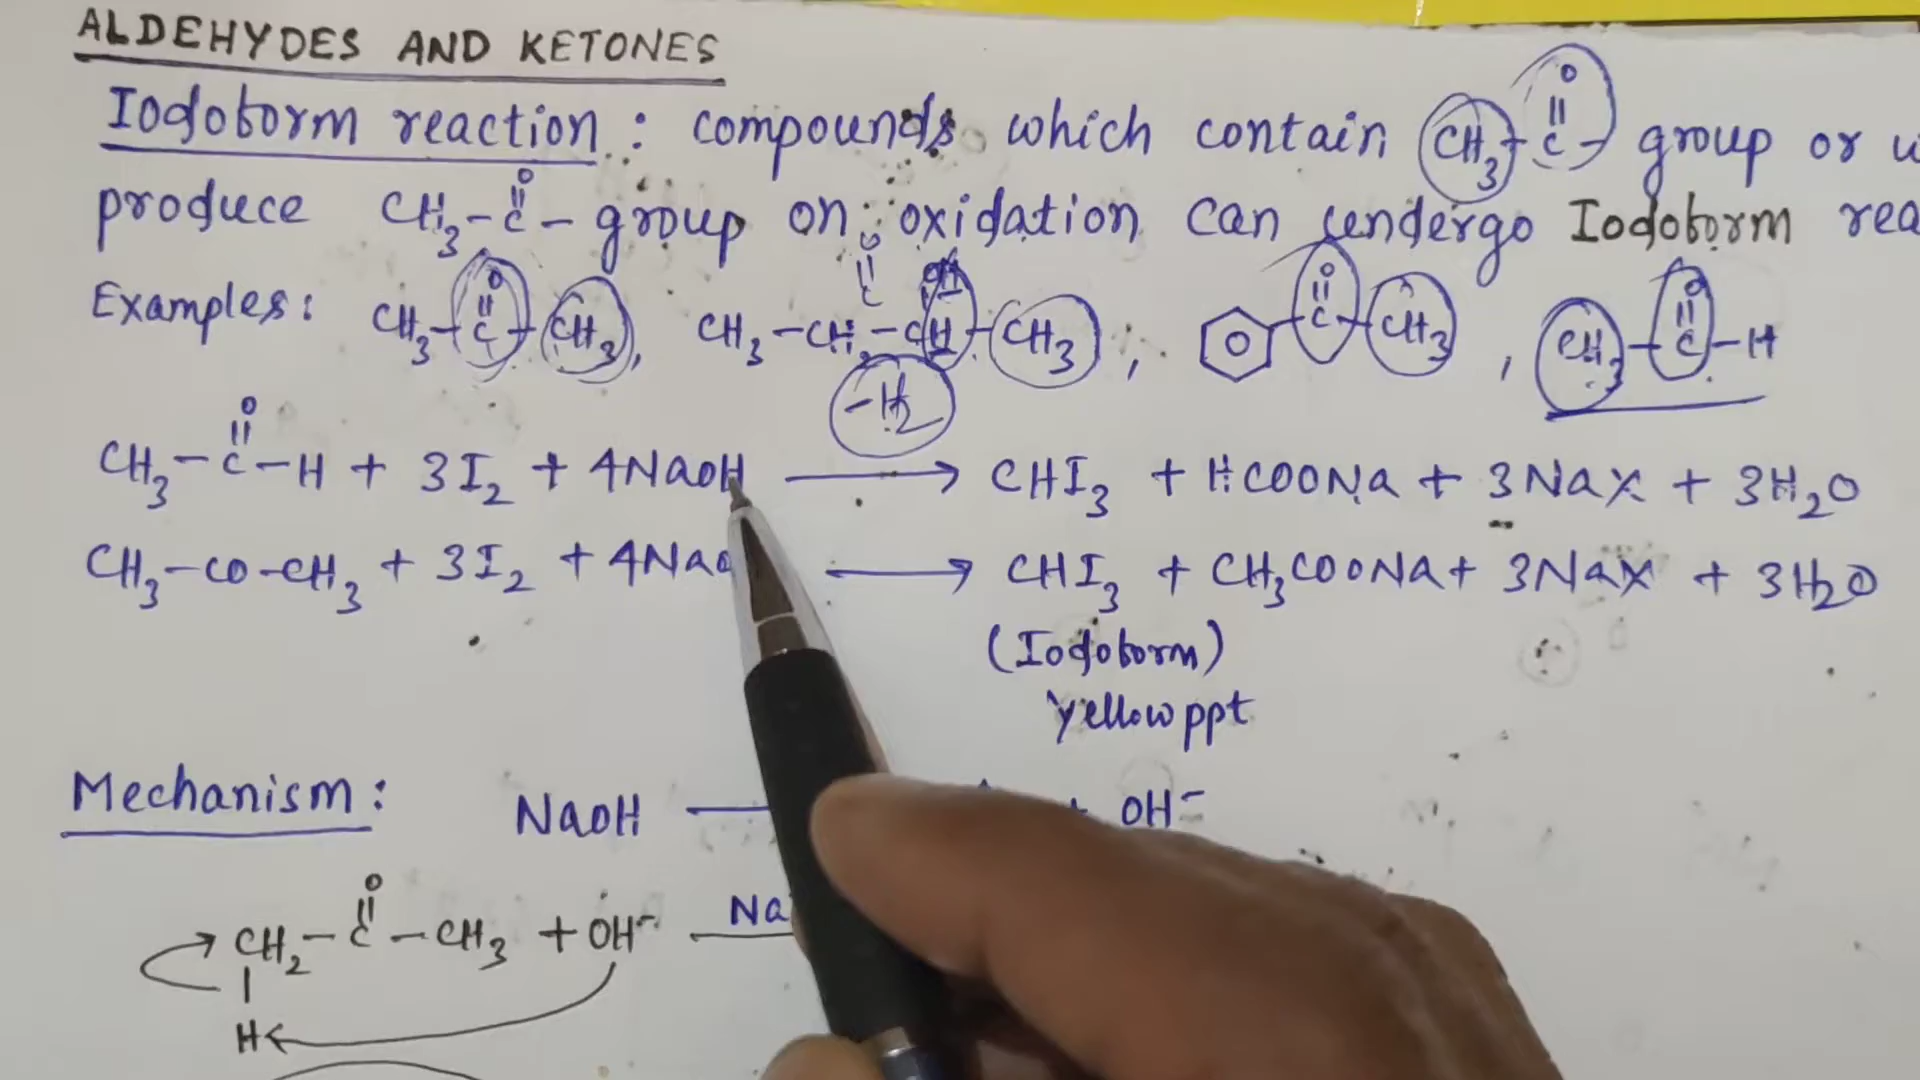 ALDEHYDES AND KETONES
Iodoform reaction : compounds which contain CH₃-C(=O)- group or
produce CH₃-C(=O)- group on oxidation can undergo Iodoform
Examples: CH₃-C(=O)-CH₃, CH₃-CH₂-CH(OH)-CH₃, C(=O)-CH₃, CH₃-C(=O)-H
O
||
C
-H₂
CH₃-C(=O)-H + 3I₂ + 4NaOH ⟶ CHI₃ + HCOONa + 3NaX + 3H₂O
CH₃-CO-CH₃ + 3I₂ + 4Na ⟶ CHI₃ + CH₃COONa + 3NaX + 3H₂O
(Iodoform)
Yellow ppt
Mechanism: NaOH ⟶ + OH⁻
CH₂-C(=O)-CH₃ + OH⁻ Na
|
H